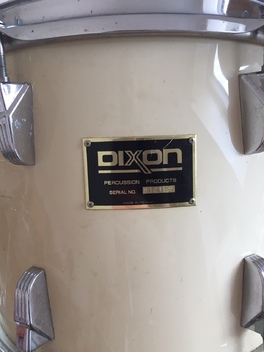 DIXON
PERCUSSION PRODUCTS
SERIAL NO.